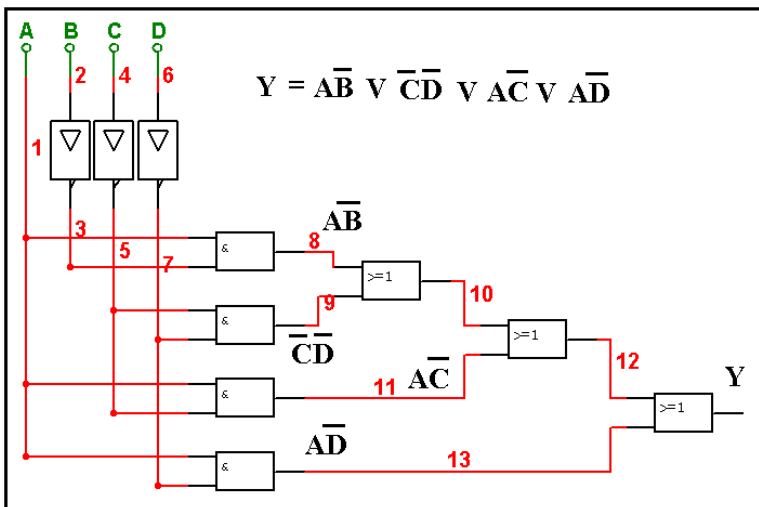 A B C D
2 4 6
Y = AB̅ V C̅D̅ V AC̅ V AD̅
1
AB̅
3 5 7 & 8
>=1
10
9
&
>=1
C̅D̅
12
AC̅
Y
& 11
>=1
AD̅
& 13